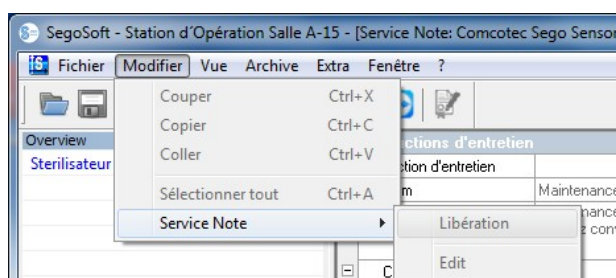 SegoSoft - Station d´Opération Salle A-15 - [Service Note: Comcotec Sego Sensor
Fichier Modifier Vue Archive Extra Fenêtre ?
Couper Ctrl+X
Copier Ctrl+C
Coller Ctrl+V
Sélectionner tout Ctrl+A
Service Note
Libération
Edit
Overview
Sterilisateur
ctions d'entretien
ction d'entretien
Maintenance